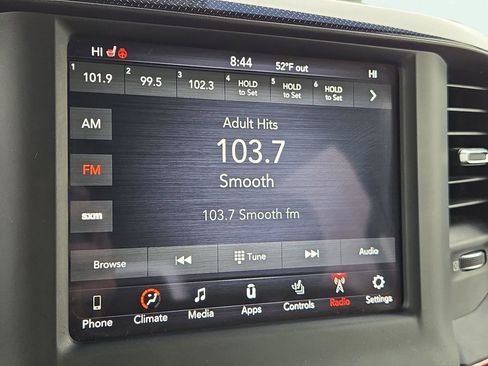 HI 8:44 52°F out HI
1 101.9 2 99.5 3 102.3 4 HOLD to Set 5 HOLD to Set 6 HOLD to Set
AM
Adult Hits
103.7
FM
Smooth
sxm
103.7 Smooth fm
Browse Tune Audio
Phone Climate Media Apps Controls Radio Settings